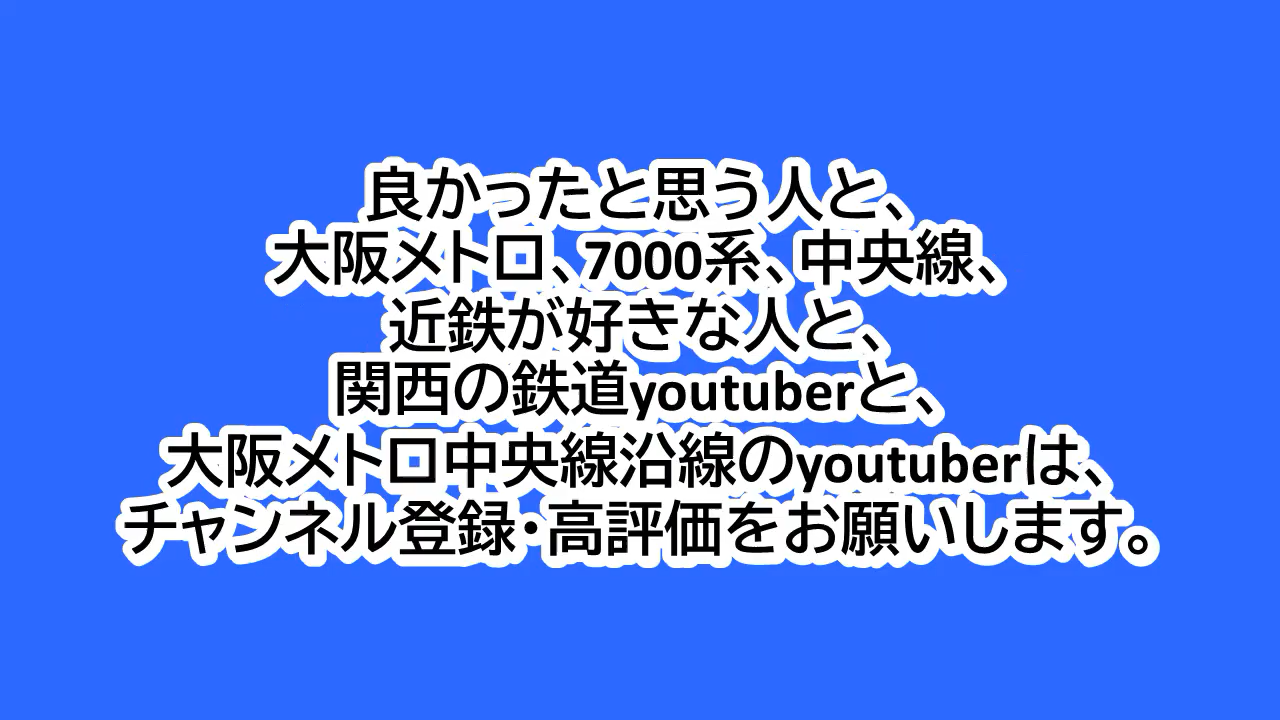 良かったと思う人と、
大阪メトロ、7000系、中央線、
近鉄が好きな人と、
関西の鉄道youtuberと、
大阪メトロ中央線沿線のyoutuberは、
チャンネル登録・高評価をお願いします。